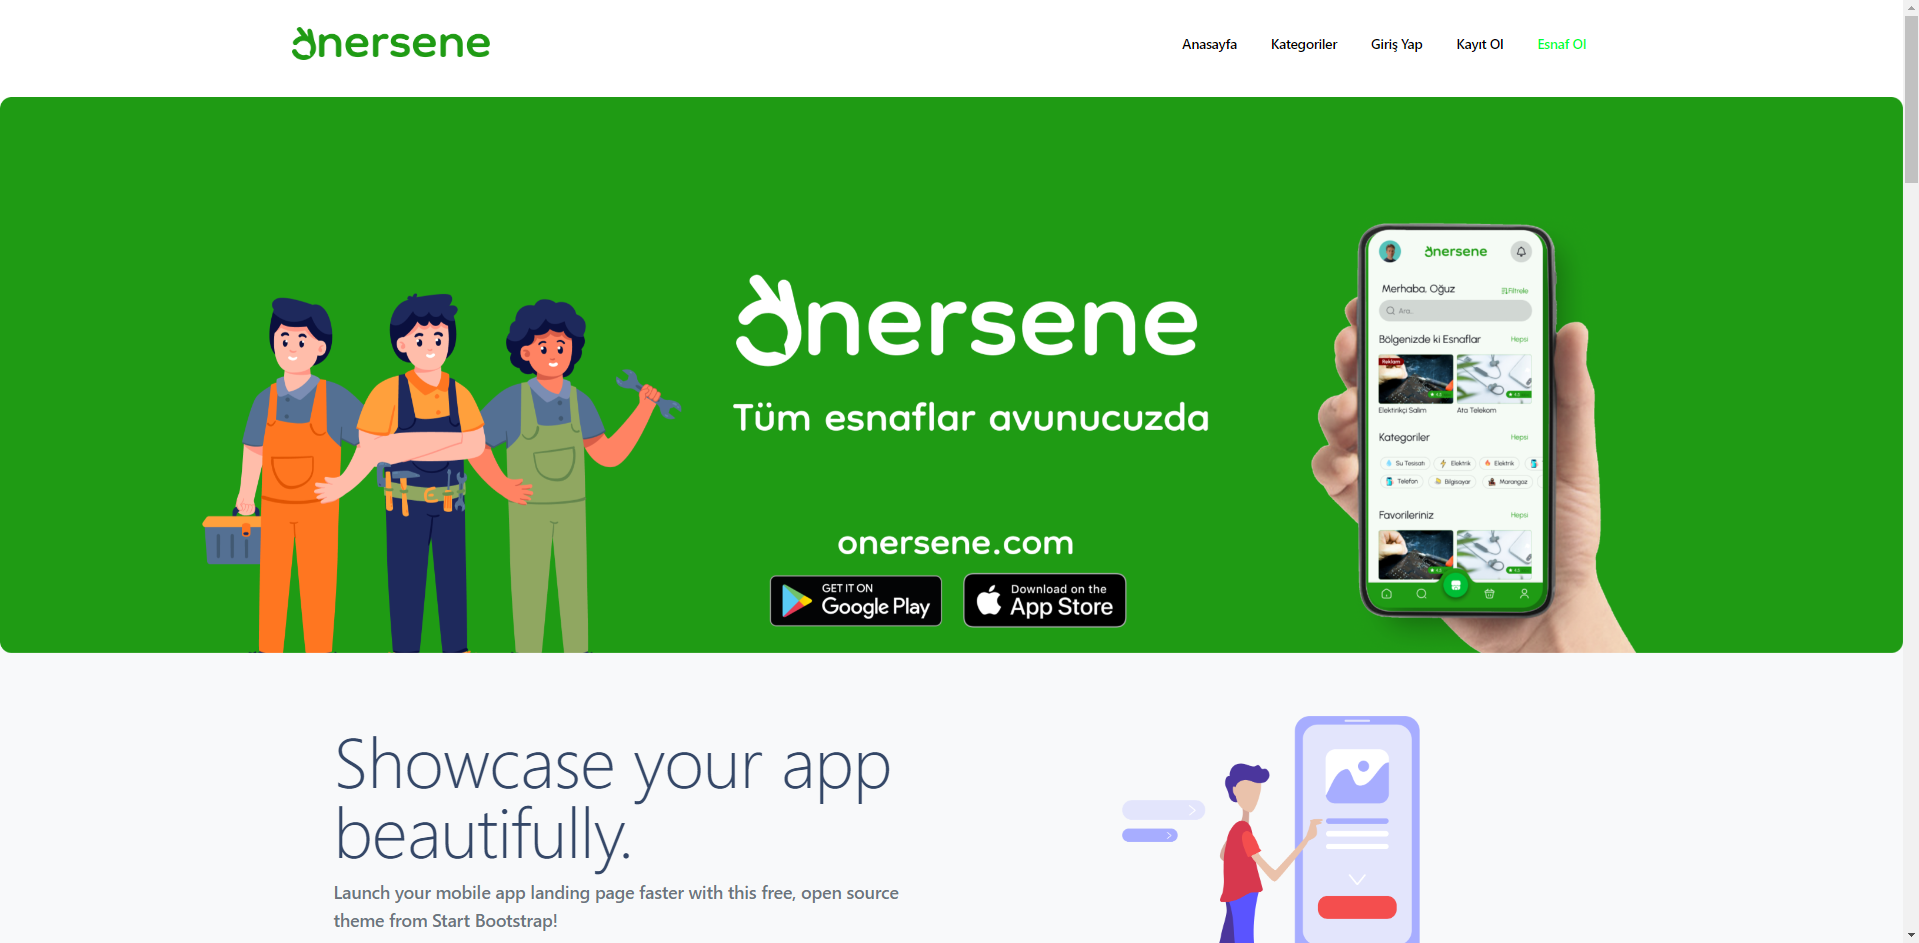 onersene
Anasayfa Kategoriler Giriş Yap Kayıt Ol Esnaf Ol
onersene
Tüm esnaflar avunucuzda
onersene.com
GET IT ON
Google Play
Download on the
App Store
onersene
Merhaba, Oğuz
Filtrele
Ara..
Bölgenizde ki Esnaflar Hepsi
Reklam
Elektrikçi Salim Ata Telekom
Kategoriler Hepsi
Su Tesisatı Elektrik Elektrik
Telefon Bilgisayar Marangoz
Favorileriniz Hepsi
Showcase your app
beautifully.
Launch your mobile app landing page faster with this free, open source
theme from Start Bootstrap!